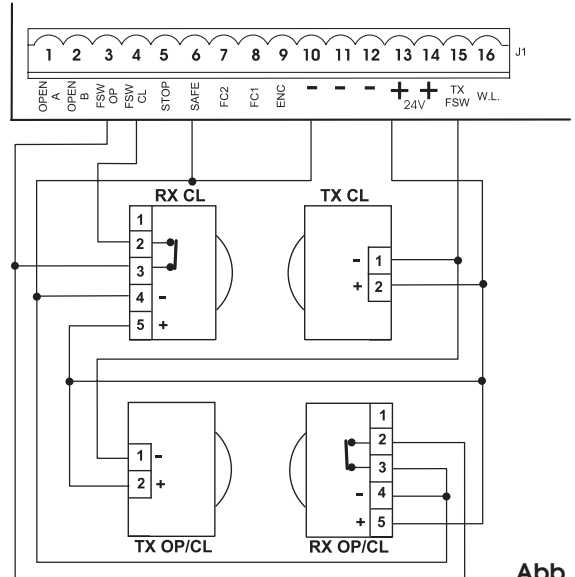 1 2 3 4 5 6 7 8 9 10 11 12 13 14 15 16 J1
OPEN A
OPEN B
FSW OP
FSW CL
STOP
SAFE
FC2
FC1
ENC
- - - + +
24V
TX FSW
W.L.
RX CL
1
2
3
4 -
5 +
TX CL
- 1
+ 2
1 -
2 +
TX OP/CL
1
2
3
- 4
+ 5
RX OP/CL
Abb